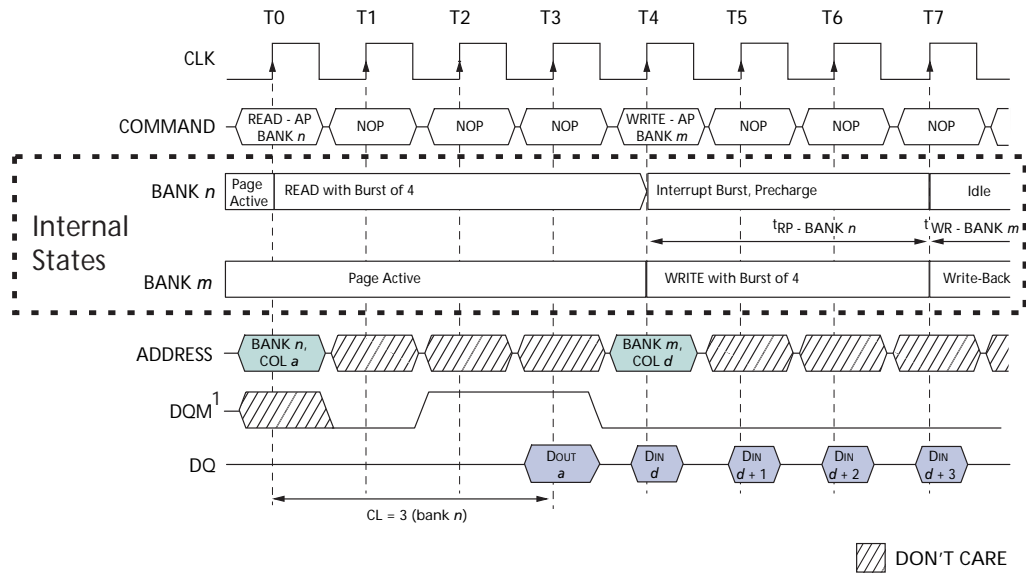 T0 T1 T2 T3 T4 T5 T6 T7
CLK
COMMAND
READ - AP
BANK n
NOP
NOP
NOP
WRITE - AP
BANK m
NOP
NOP
NOP
Internal
States
BANK n
Page
Active
READ with Burst of 4
Interrupt Burst, Precharge
Idle
tRP - BANK n
tWR - BANK m
BANK m
Page Active
WRITE with Burst of 4
Write-Back
ADDRESS
BANK n,
COL a
BANK m,
COL d
DQM1
DQ
DOUT
a
DIN
d
DIN
d + 1
DIN
d + 2
DIN
d + 3
CL = 3 (bank n)
DON'T CARE